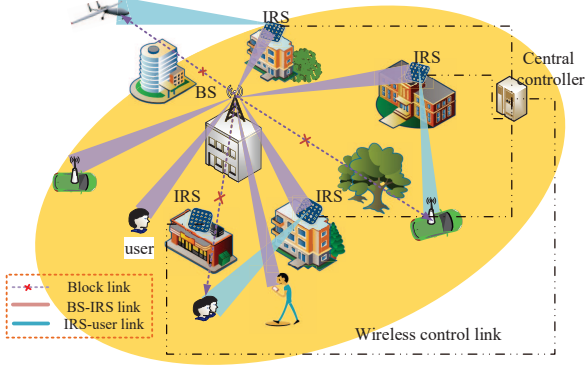 IRS
IRS
Central
controller
BS
IRS
IRS
user
Block link
BS-IRS link
IRS-user link
Wireless control link